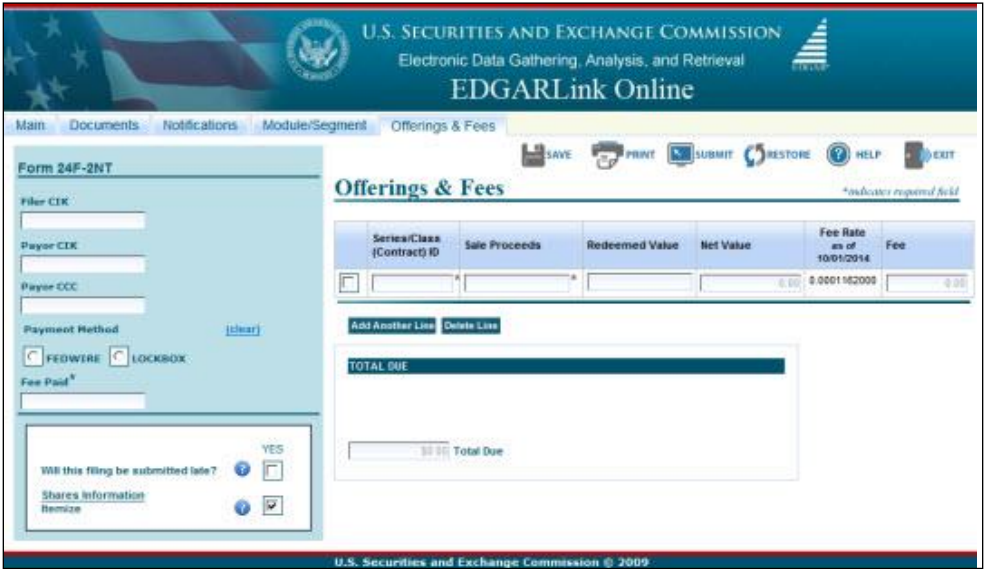 U.S. SECURITIES AND EXCHANGE COMMISSION
Electronic Data Gathering, Analysis, and Retrieval
EDGARLink Online
EDGAR
Main Documents Notifications Module/Segment Offerings & Fees
SAVE PRINT SUBMIT RESTORE HELP EXIT
Form 24F-2NT
Filer CIK
Payor CIK
Payor CCC
Payment Method (clear)
FEDWIRE LOCKBOX
Fee Paid*
YES
Will this filing be submitted late? ?
Shares Information
Itemize ?
Offerings & Fees
*indicates required field
Series/Class (Contract) ID Sale Proceeds Redeemed Value Net Value Fee Rate as of 10/01/2014 Fee
* * 0.00 0.0001162000 0.00
Add Another Line Delete Line
TOTAL DUE
$0.00 Total Due
U.S. Securities and Exchange Commission © 2009